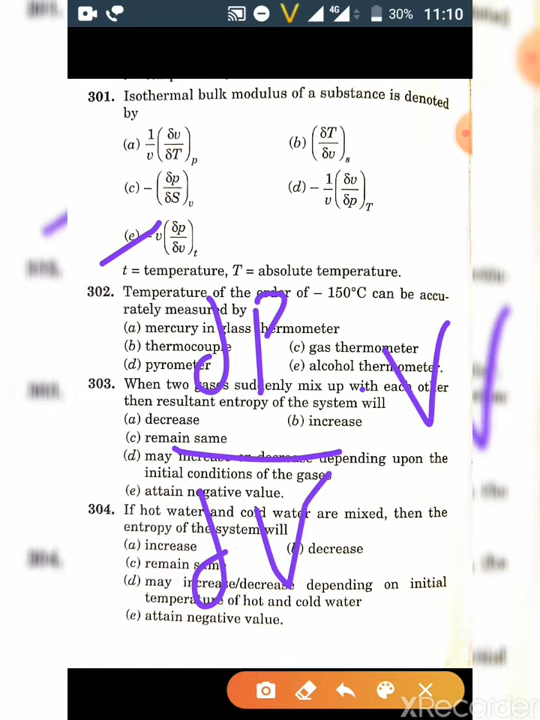 4G 30% 11:10
301. Isothermal bulk modulus of a substance is denoted
by
(a) 1/v (δv/δT)p (b) (δT/δv)s
(c) – (δp/δS)v (d) – 1/v (δv/δp)T
(e) – v (δp/δv)t
t = temperature, T = absolute temperature.
302. Temperature of the order of – 150°C can be accu-
rately measured by
(a) mercury in glass thermometer
(b) thermocouple (c) gas thermometer
(d) pyrometer (e) alcohol thermometer.
303. When two gases suddenly mix up with each other
then resultant entropy of the system will
(a) decrease (b) increase
(c) remain same
(d) may increase or decrease depending upon the
initial conditions of the gases
(e) attain negative value.
304. If hot water and cold water are mixed, then the
entropy of the system will
(a) increase (b) decrease
(c) remain same
(d) may increase/decrease depending on initial
temperature of hot and cold water
(e) attain negative value.
dP V
dV
XRecorder